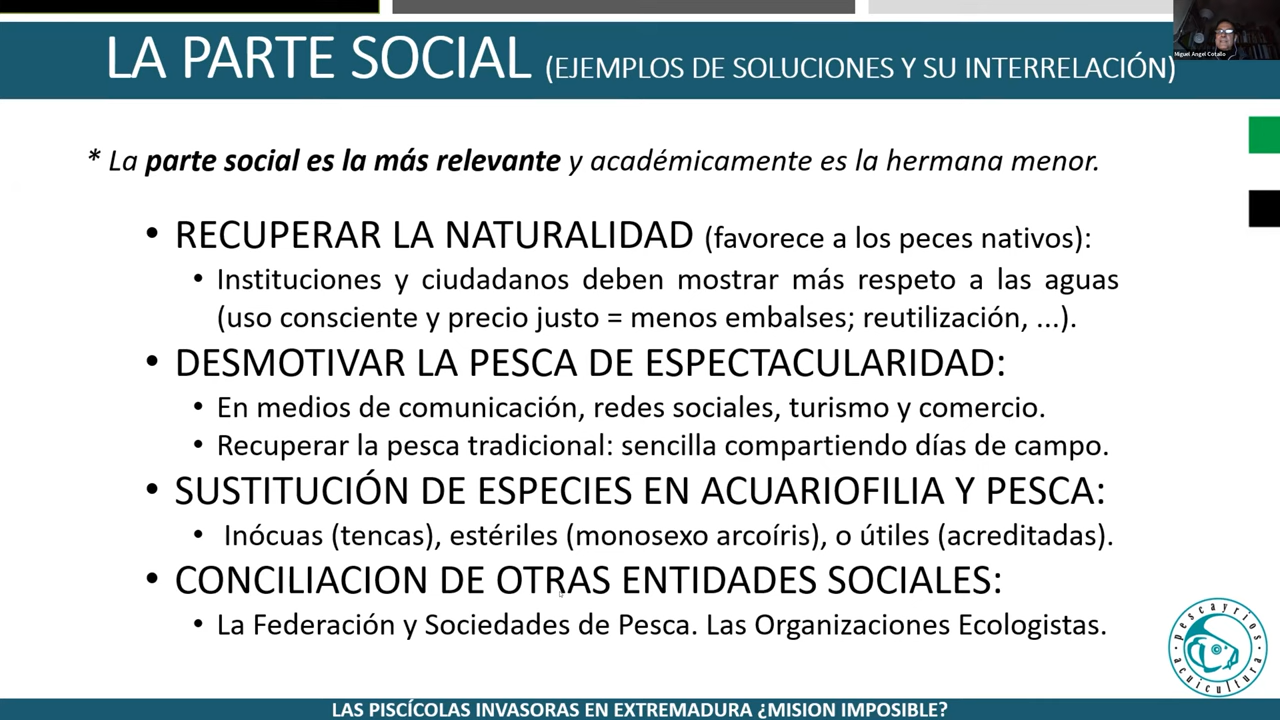 LA PARTE SOCIAL (EJEMPLOS DE SOLUCIONES Y SU INTERRELACIÓN)
Miguel Angel Cotallo
* La parte social es la más relevante y académicamente es la hermana menor.
• RECUPERAR LA NATURALIDAD (favorece a los peces nativos):
• Instituciones y ciudadanos deben mostrar más respeto a las aguas
(uso consciente y precio justo = menos embalses; reutilización, ...).
• DESMOTIVAR LA PESCA DE ESPECTACULARIDAD:
• En medios de comunicación, redes sociales, turismo y comercio.
• Recuperar la pesca tradicional: sencilla compartiendo días de campo.
• SUSTITUCIÓN DE ESPECIES EN ACUARIOFILIA Y PESCA:
• Inócuas (tencas), estériles (monosexo arcoíris), o útiles (acreditadas).
• CONCILIACION DE OTRAS ENTIDADES SOCIALES:
• La Federación y Sociedades de Pesca. Las Organizaciones Ecologistas.
pescayrios
acuicultura
LAS PISCÍCOLAS INVASORAS EN EXTREMADURA ¿MISION IMPOSIBLE?